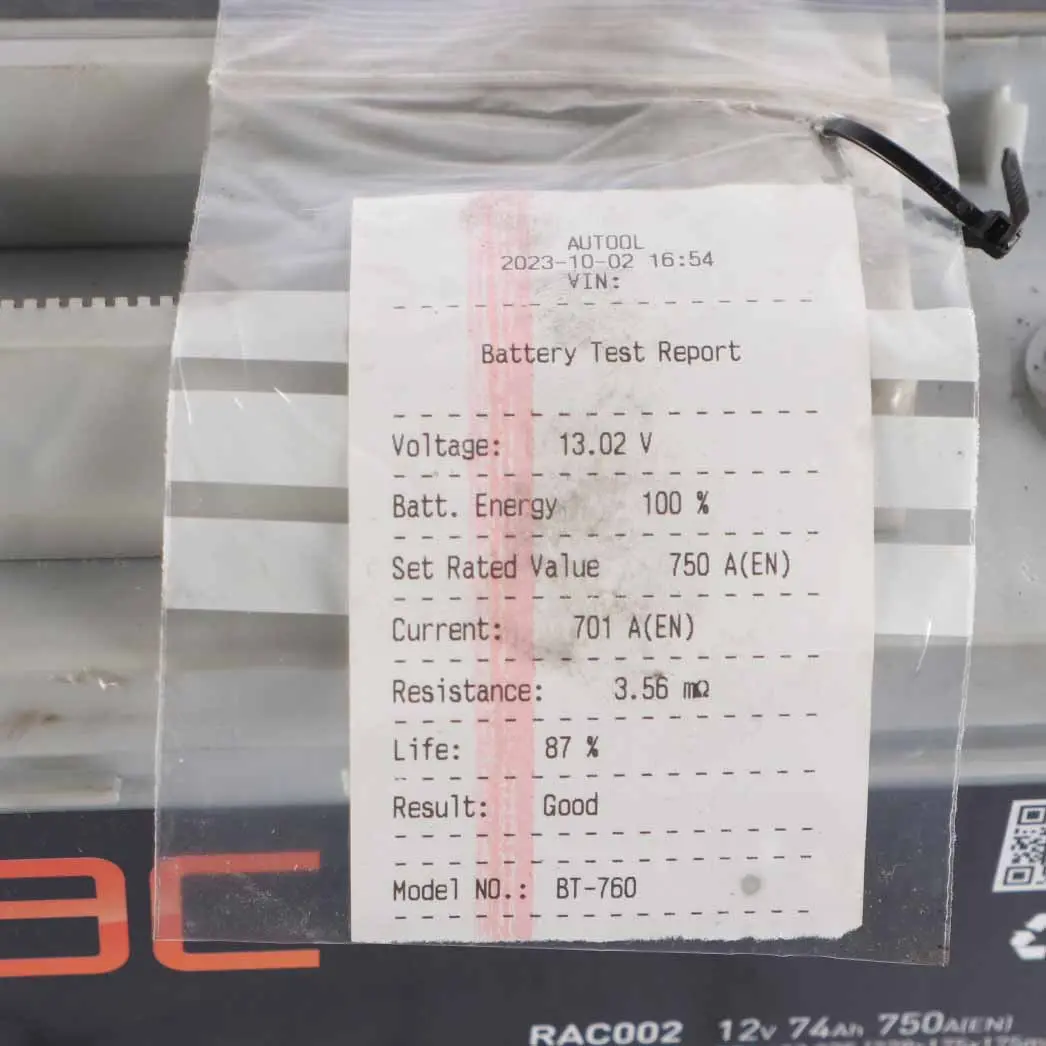 AUTOOL
2023-10-02 16:54
VIN:
Battery Test Report
Voltage: 13.02 V
Batt. Energy 100 %
Set Rated Value 750 A(EN)
Current: 701 A(EN)
Resistance: 3.56 mΩ
Life: 87 %
Result: Good
Model NO.: BT-760
AC
RAC002 12V 74Ah 750A(EN)